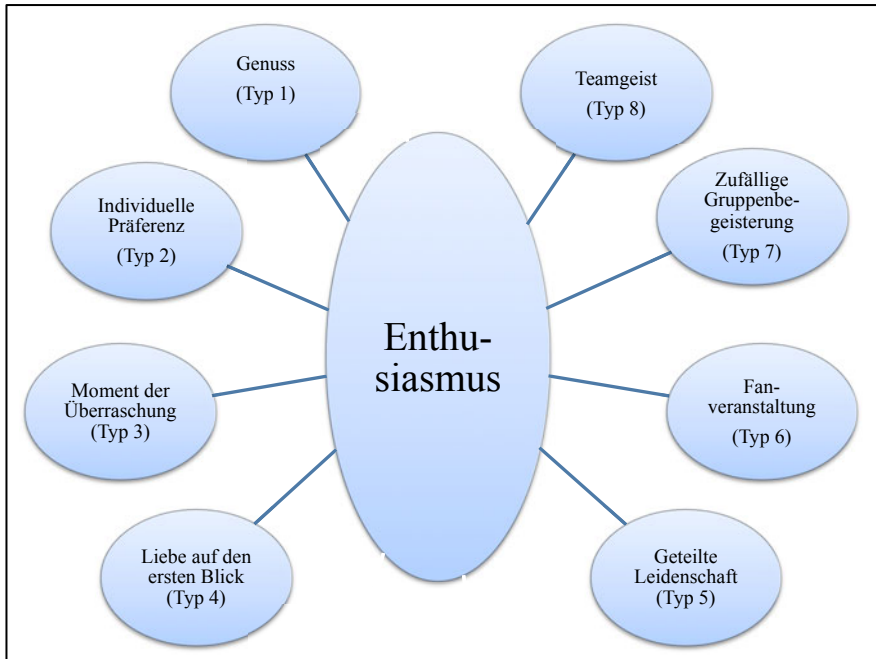 Genuss
(Typ 1)
Teamgeist
(Typ 8)
Individuelle
Präferenz
(Typ 2)
Zufällige
Gruppenbe-
geisterung
(Typ 7)
Enthu-
siasmus
Moment der
Überraschung
(Typ 3)
Fan-
veranstaltung
(Typ 6)
Liebe auf den
ersten Blick
(Typ 4)
Geteilte
Leidenschaft
(Typ 5)